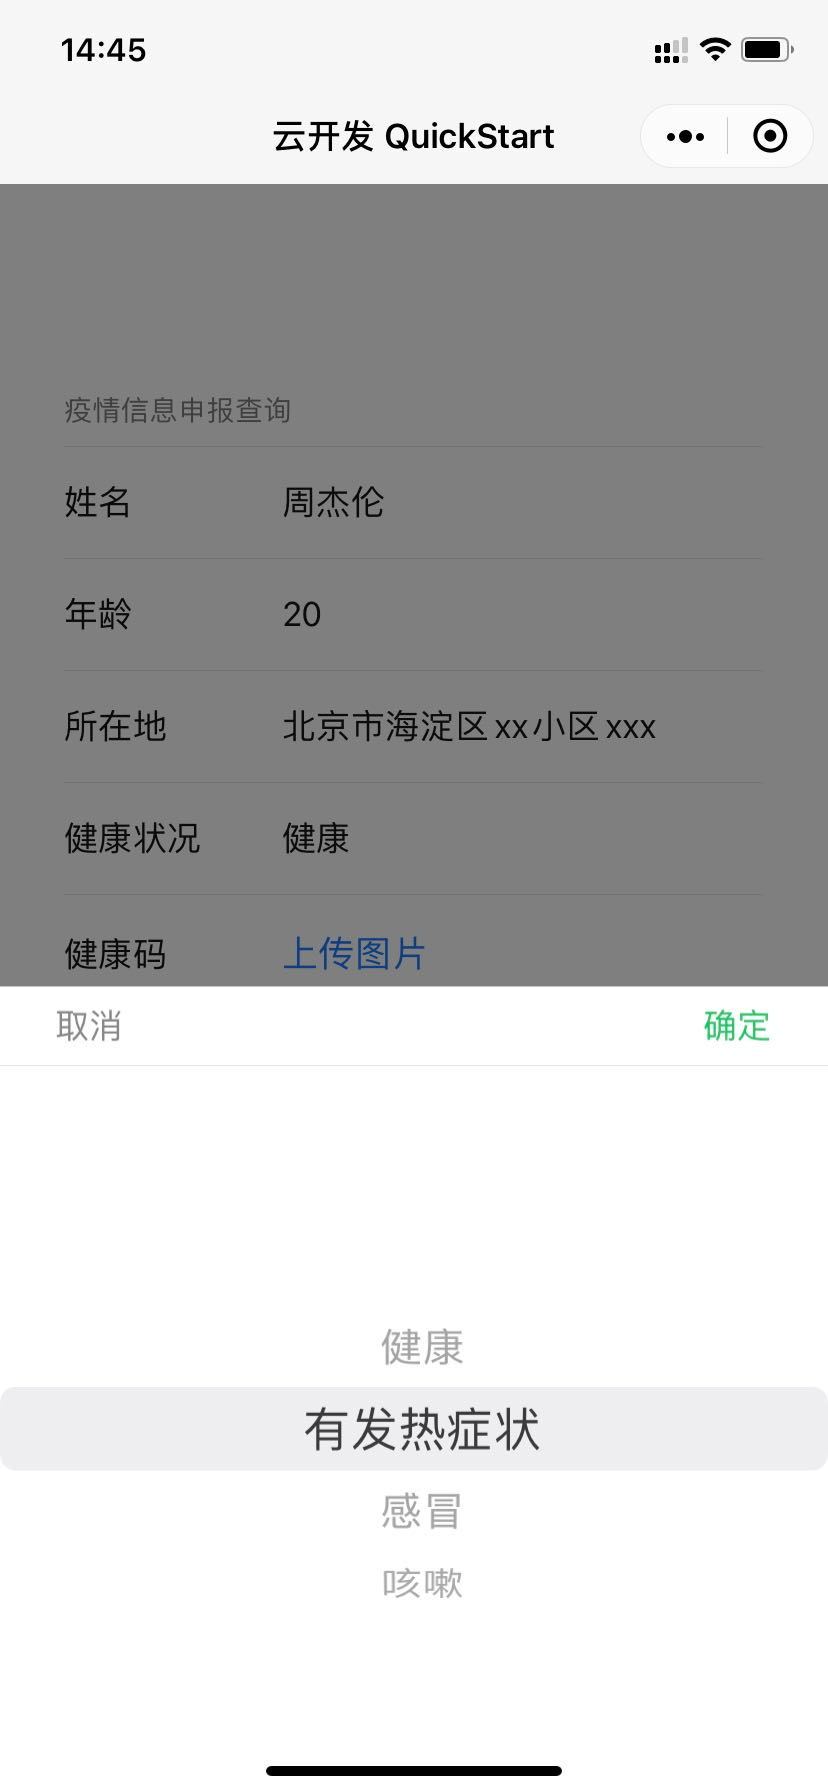 14:45
云开发 QuickStart
疫情信息申报查询
姓名 周杰伦
年龄 20
所在地 北京市海淀区xx小区xxx
健康状况 健康
健康码 上传图片
取消 确定
健康
有发热症状
感冒
咳嗽